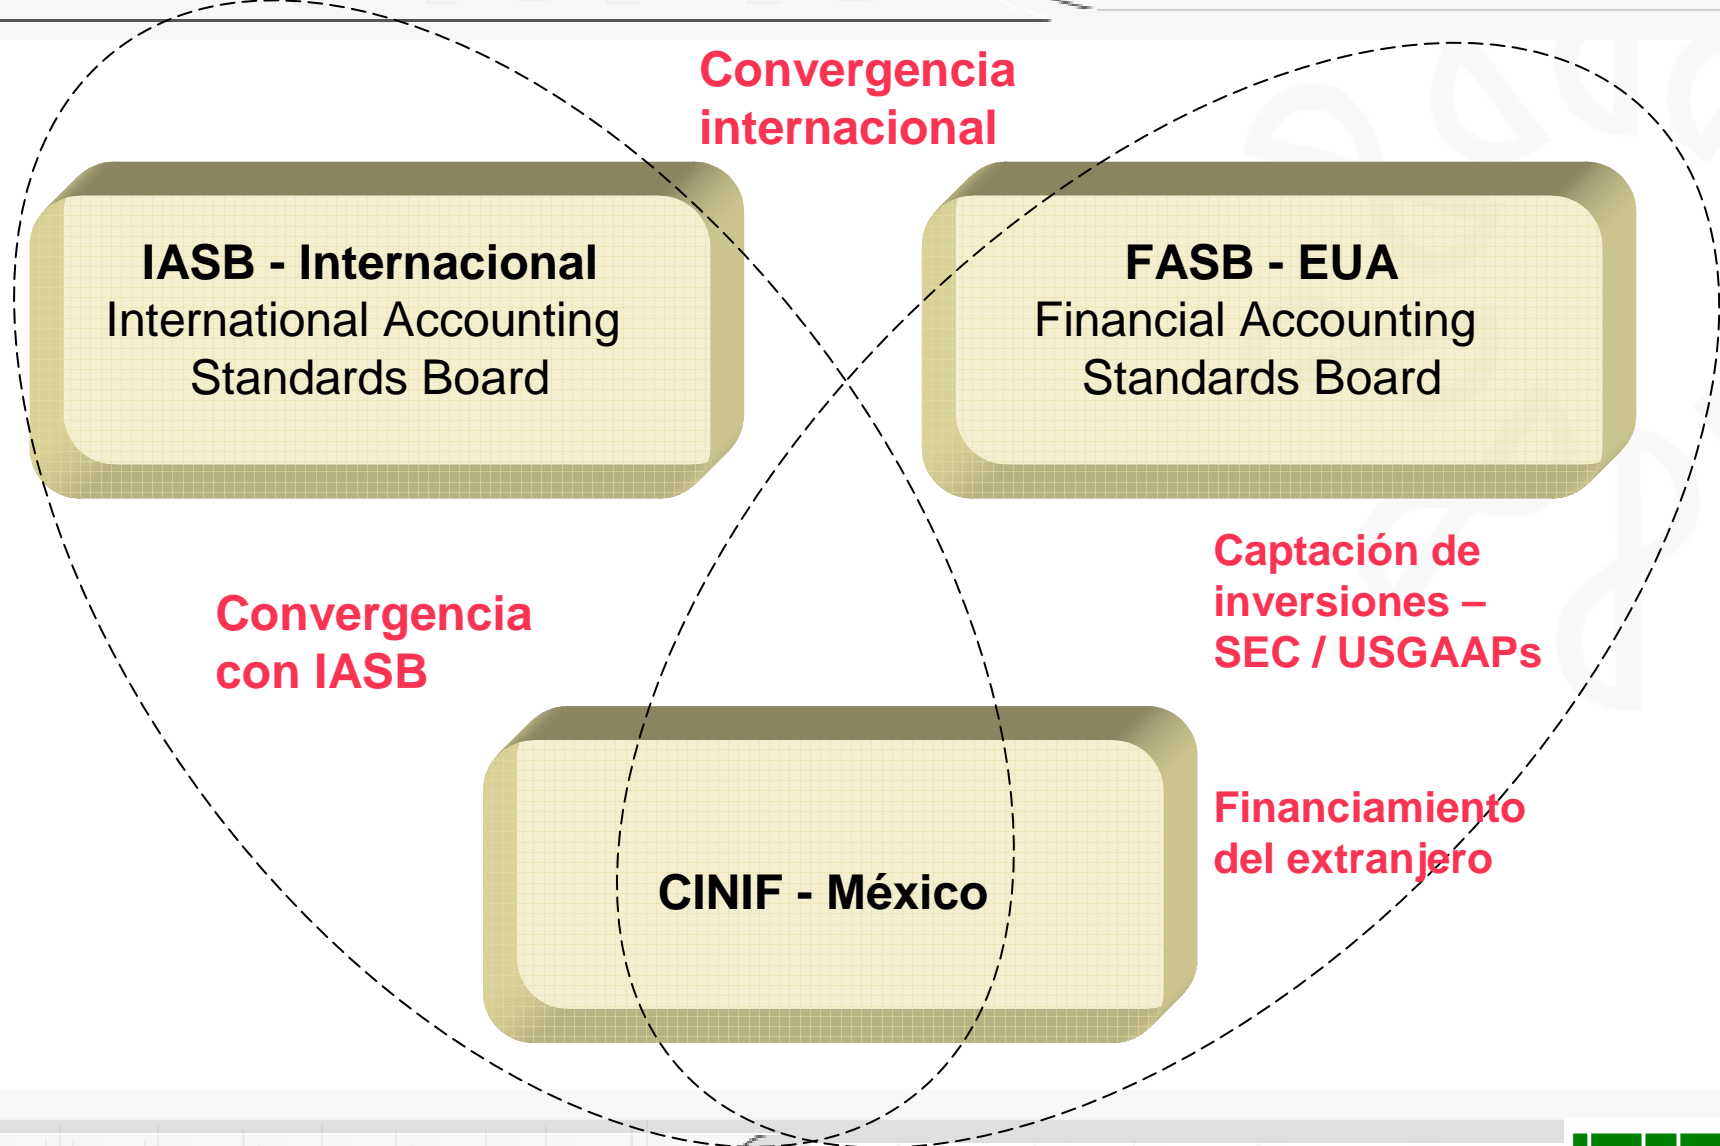 Convergencia
internacional
IASB - Internacional
International Accounting
Standards Board
FASB - EUA
Financial Accounting
Standards Board
Convergencia
con IASB
Captación de
inversiones –
SEC / USGAAPs
Financiamiento
del extranjero
CINIF - México